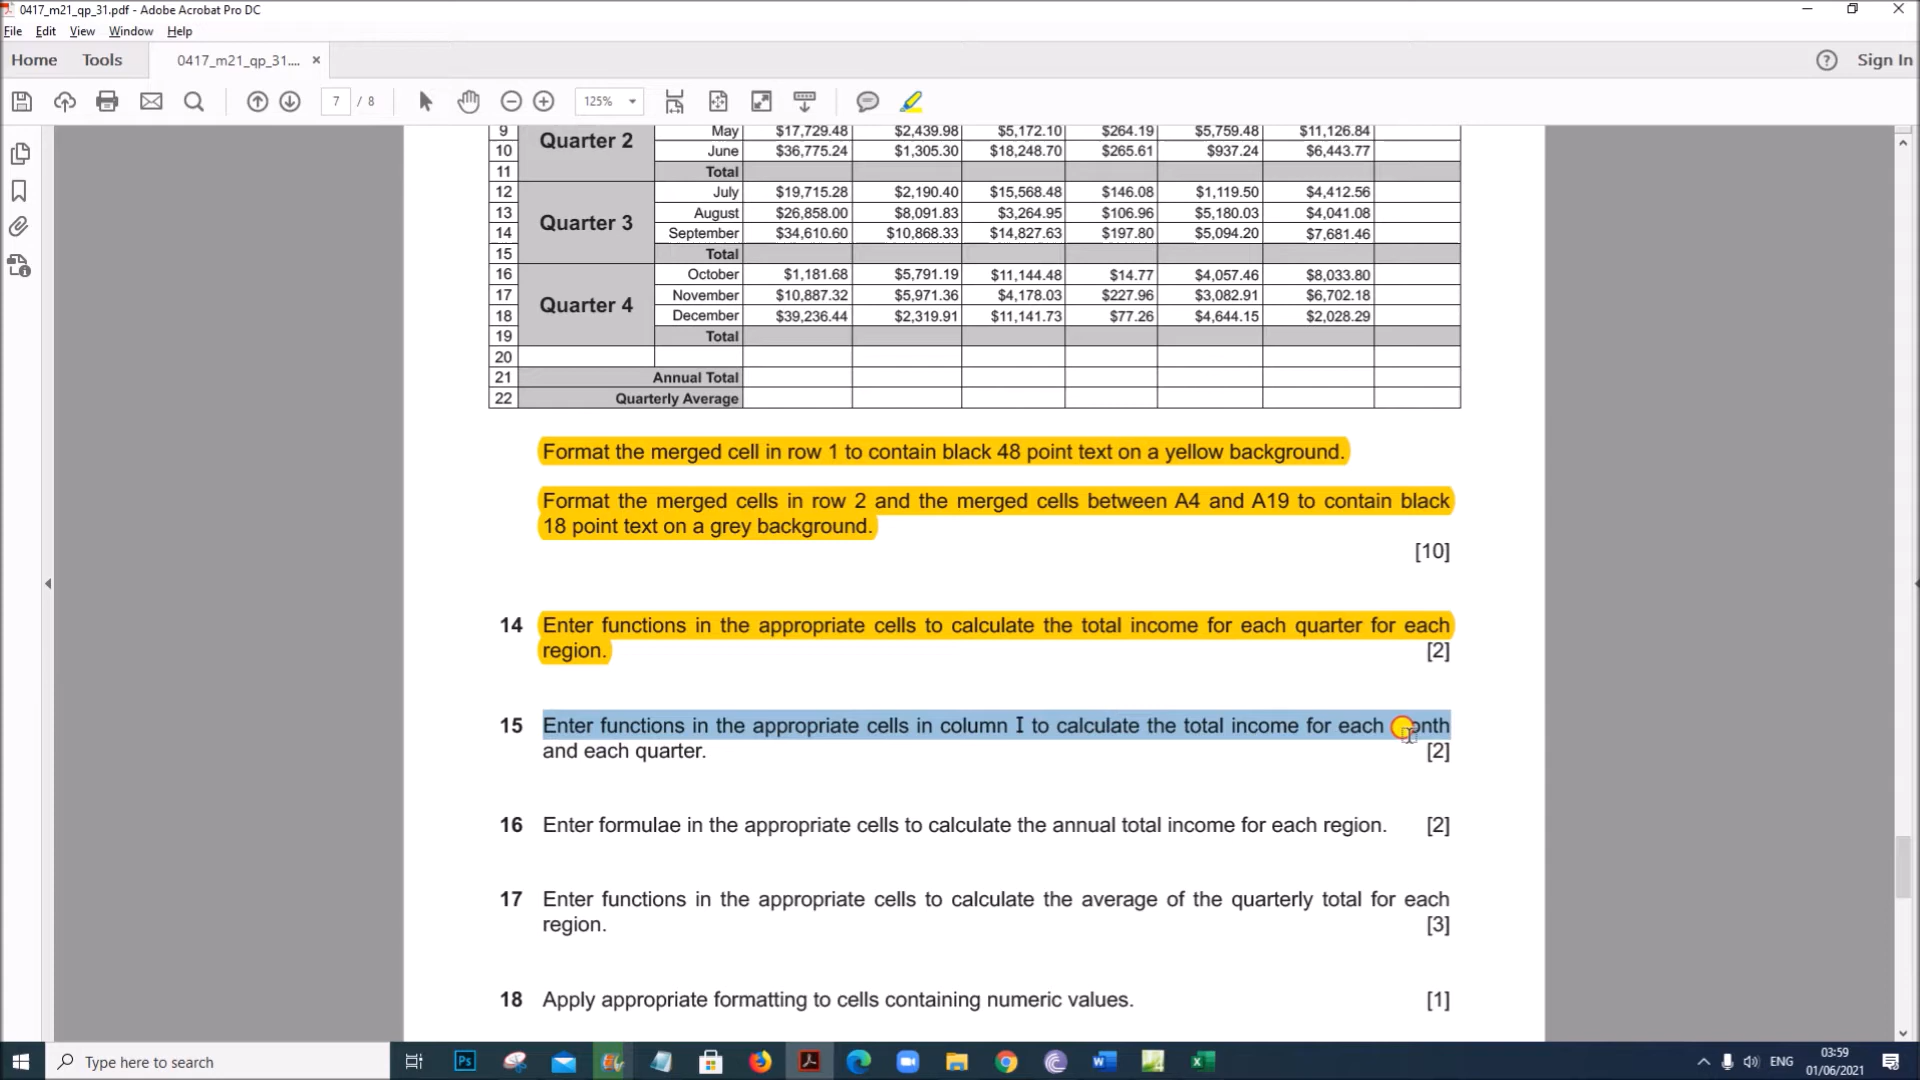 0417_m21_qp_31.pdf - Adobe Acrobat Pro DC
File Edit View Window Help
Home Tools 0417_m21_qp_31.... × Sign In
7 / 8 125%
9 Quarter 2 May $17,729.48 $2,439.98 $5,172.10 $264.19 $5,759.48 $11,126.84
10 June $36,775.24 $1,305.30 $18,248.70 $265.61 $937.24 $6,443.77
11 Total
12 July $19,715.28 $2,190.40 $15,568.48 $146.08 $1,119.50 $4,412.56
13 Quarter 3 August $26,858.00 $8,091.83 $3,264.95 $106.96 $5,180.03 $4,041.08
14 September $34,610.60 $10,868.33 $14,827.63 $197.80 $5,094.20 $7,681.46
15 Total
16 October $1,181.68 $5,791.19 $11,144.48 $14.77 $4,057.46 $8,033.80
17 Quarter 4 November $10,887.32 $5,971.36 $4,178.03 $227.96 $3,082.91 $6,702.18
18 December $39,236.44 $2,319.91 $11,141.73 $77.26 $4,644.15 $2,028.29
19 Total
20
21 Annual Total
22 Quarterly Average
Format the merged cell in row 1 to contain black 48 point text on a yellow background.
Format the merged cells in row 2 and the merged cells between A4 and A19 to contain black
18 point text on a grey background.
[10]
14 Enter functions in the appropriate cells to calculate the total income for each quarter for each
region. [2]
15 Enter functions in the appropriate cells in column I to calculate the total income for each month
and each quarter. [2]
16 Enter formulae in the appropriate cells to calculate the annual total income for each region. [2]
17 Enter functions in the appropriate cells to calculate the average of the quarterly total for each
region. [3]
18 Apply appropriate formatting to cells containing numeric values. [1]
Type here to search
ENG
03:59
01/06/2021